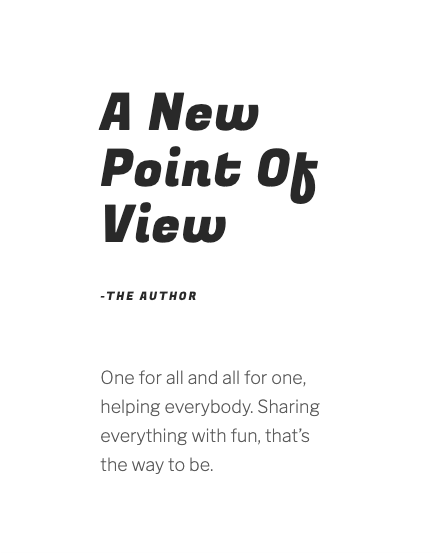 A New
Point Of
View
-THE AUTHOR
One for all and all for one,
helping everybody. Sharing
everything with fun, that’s
the way to be.